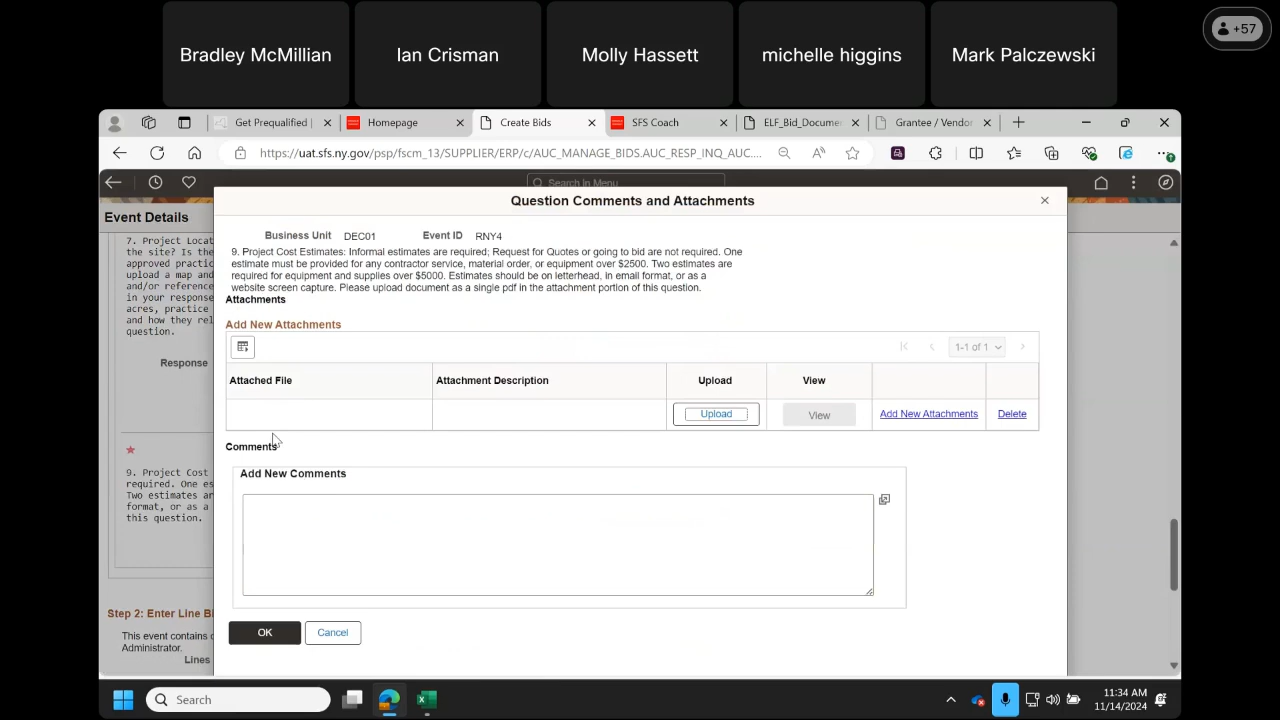 Bradley McMillian
Ian Crisman
Molly Hassett
michelle higgins
Mark Palczewski
+57
Get Prequalified |
Homepage
Create Bids
SFS Coach
ELF_Bid_Docume
Grantee / Vendor
https://uat.sfs.ny.gov/psp/fscm_13/SUPPLIER/ERP/c/AUC_MANAGE_BIDS.AUC_RESP_INQ_AUC....
Search in Menu
Event Details
Question Comments and Attachments
Business Unit DEC01 Event ID RNY4
9. Project Cost Estimates: Informal estimates are required; Request for Quotes or going to bid are not required. One
estimate must be provided for any contractor service, material order, or equipment over $2500. Two estimates are
required for equipment and supplies over $5000. Estimates should be on letterhead, in email format, or as a
website screen capture. Please upload document as a single pdf in the attachment portion of this question.
Attachments
Add New Attachments
1-1 of 1
Attached File
Attachment Description
Upload
View
Upload
View
Add New Attachments
Delete
Comments
Add New Comments
OK
Cancel
7. Project Locat
the site? Is the
approved practic
upload a map and
and/or reference
in your response
acres, practice
and how they rel
question.
Response
9. Project Cost
required. One es
Two estimates ar
format, or as a
this question.
Step 2: Enter Line Bi
This event contains o
Administrator.
Lines
Search
11:34 AM
11/14/2024